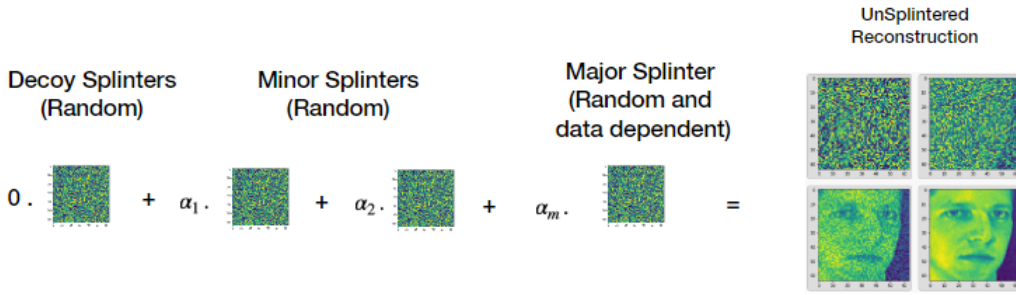 UnSplintered
Reconstruction
Decoy Splinters
(Random)
Minor Splinters
(Random)
Major Splinter
(Random and
data dependent)
0 . + α₁ . + α₂ . + αₘ . =